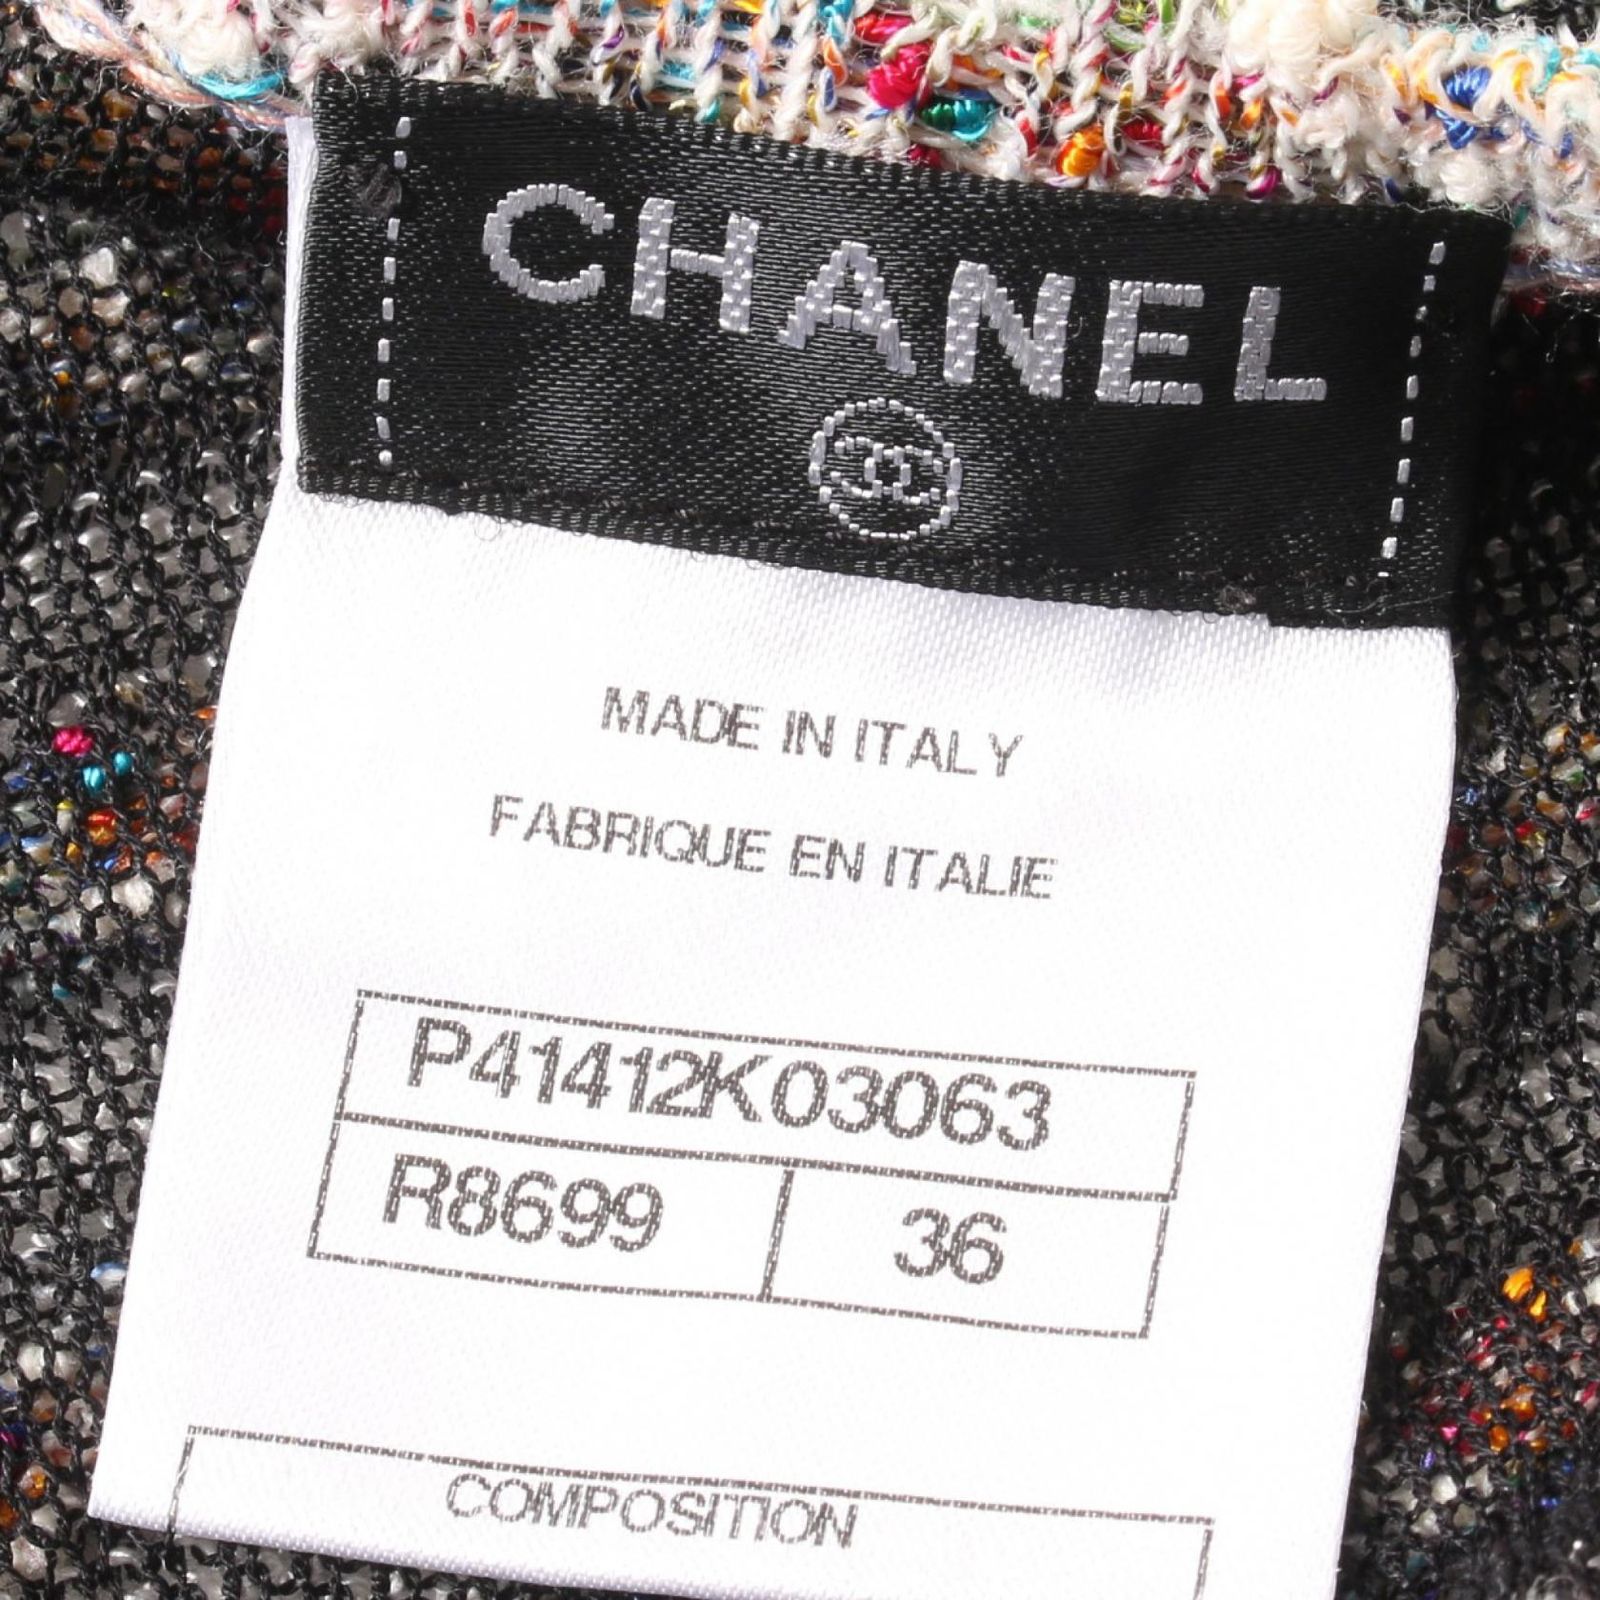 CHANEL
MADE IN ITALY
FABRIQUE EN ITALIE
P41412K03063
R8699 36
COMPOSITION